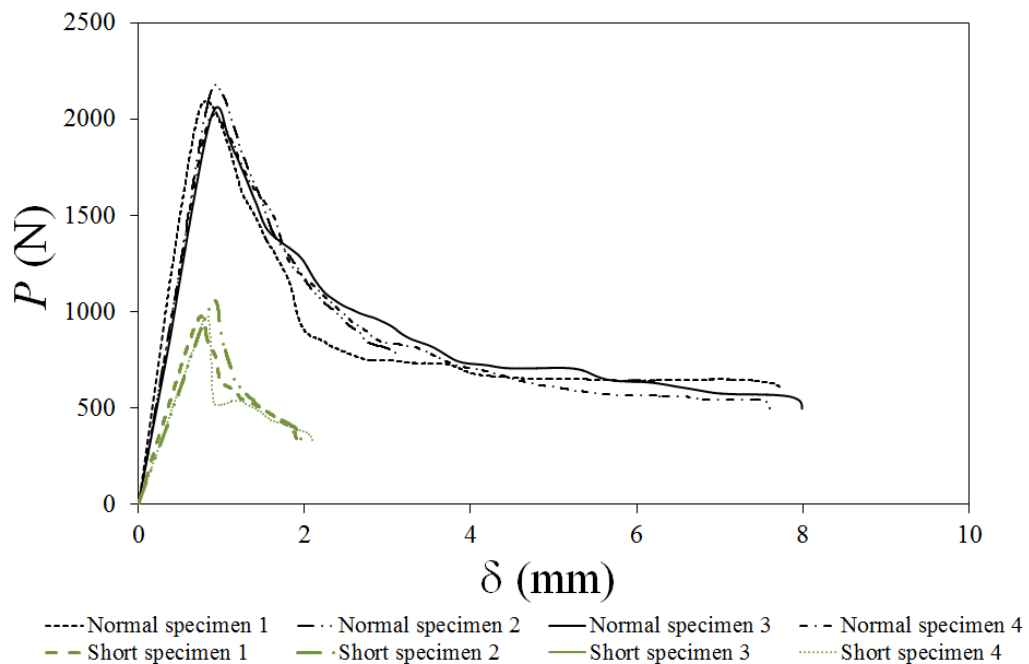 2500
2000
1500
1000
500
0
P (N)
0 2 4 6 8 10
δ (mm)
Normal specimen 1 Normal specimen 2 Normal specimen 3 Normal specimen 4
Short specimen 1 Short specimen 2 Short specimen 3 Short specimen 4